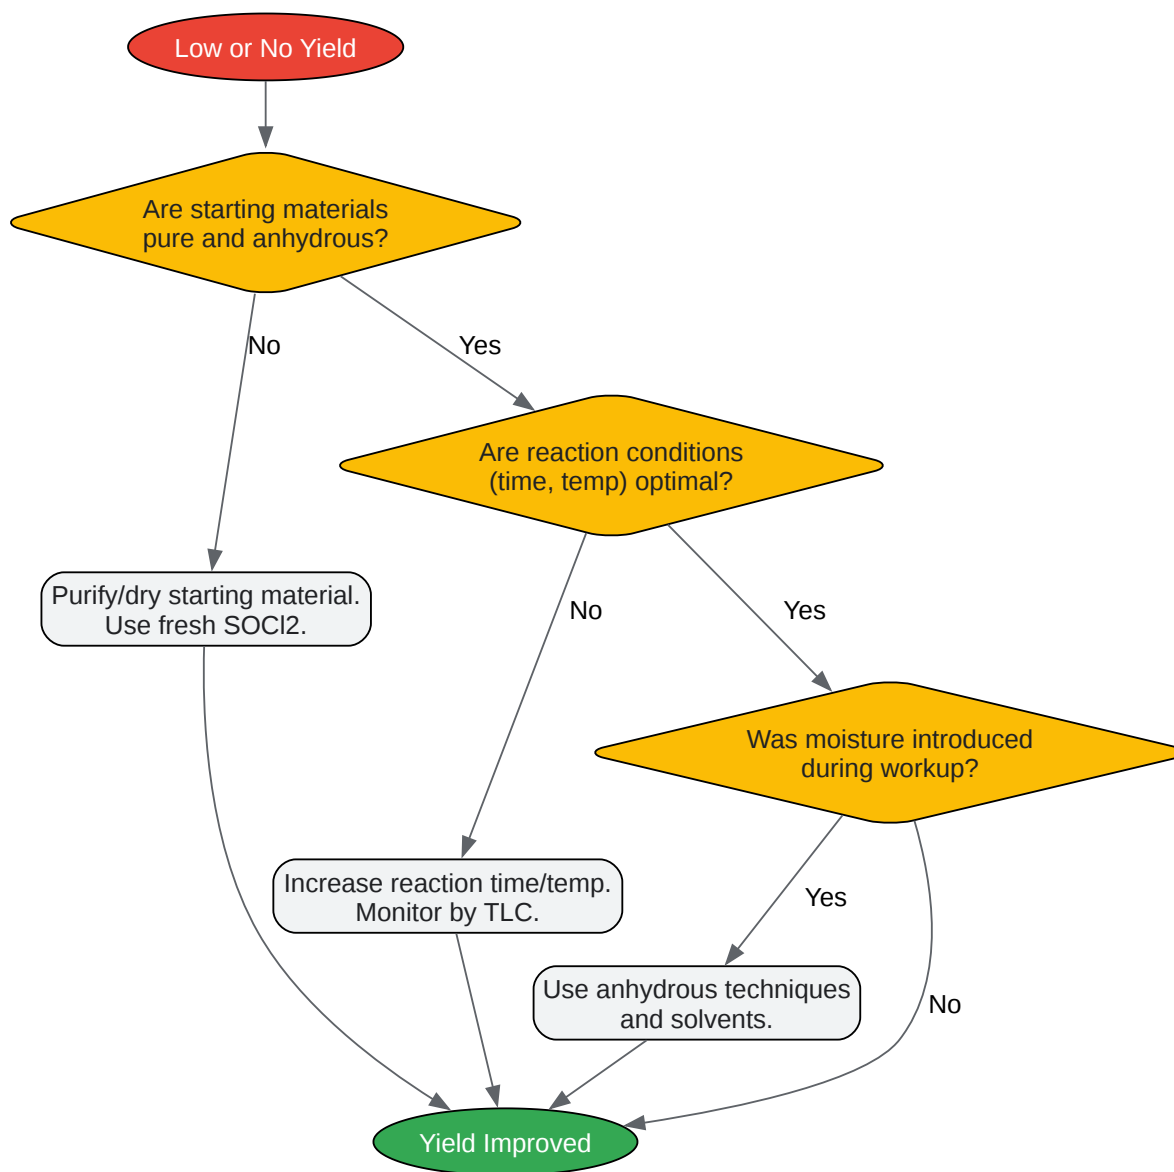 Low or No Yield
Are starting materials
pure and anhydrous?
No
Yes
Are reaction conditions
(time, temp) optimal?
Purify/dry starting material.
Use fresh SOCl2.
No
Yes
Was moisture introduced
during workup?
Increase reaction time/temp.
Monitor by TLC.
Yes
Use anhydrous techniques
and solvents.
No
Yield Improved